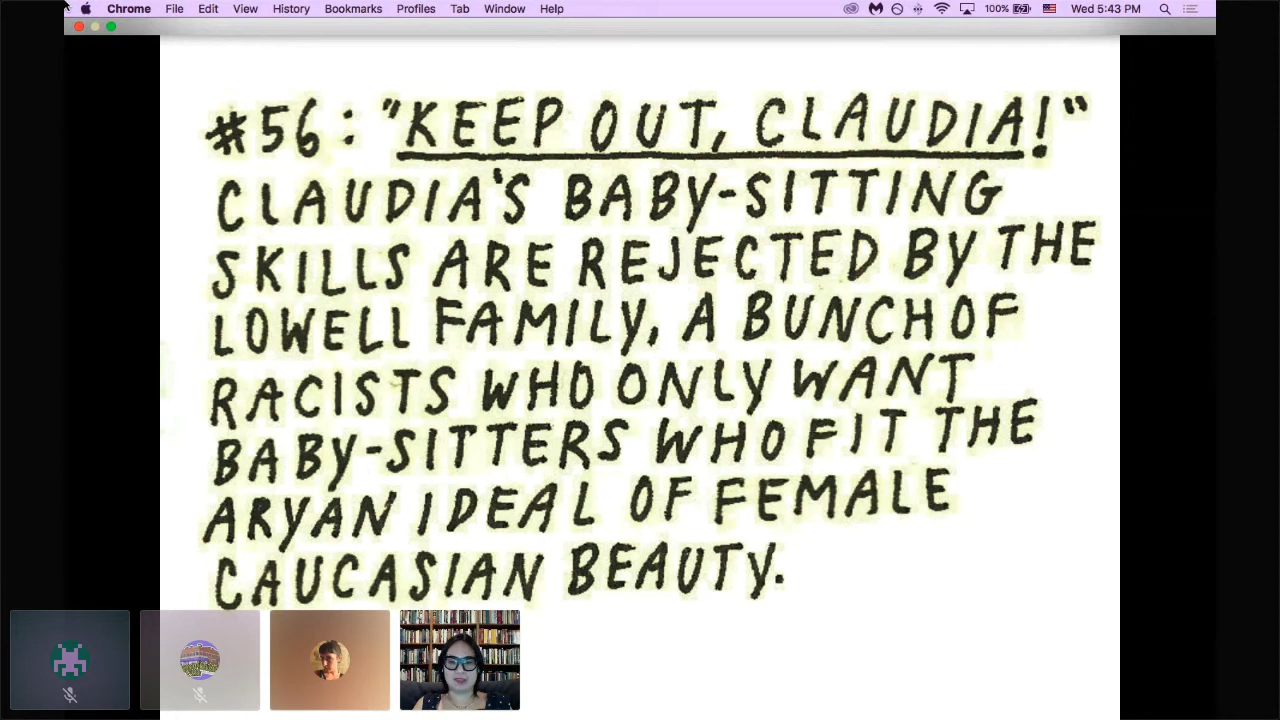 Chrome File Edit View History Bookmarks Profiles Tab Window Help 100% Wed 5:43 PM
#56: "KEEP OUT, CLAUDIA!"
CLAUDIA'S BABY-SITTING
SKILLS ARE REJECTED BY THE
LOWELL FAMILY, A BUNCH OF
RACISTS WHO ONLY WANT
BABY-SITTERS WHO FIT THE
ARYAN IDEAL OF FEMALE
CAUCASIAN BEAUTY.